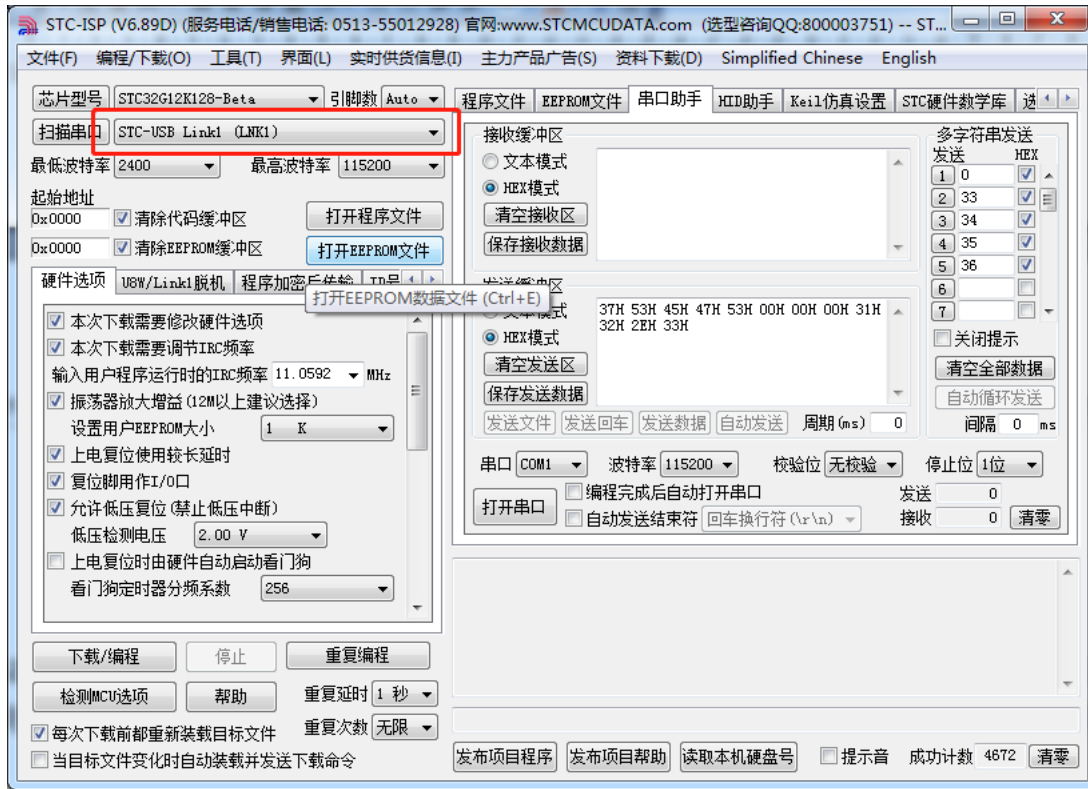 STC-ISP (V6.89D) (服务电话/销售电话: 0513-55012928) 官网:www.STCMCUDATA.com (选型咨询QQ:800003751) -- ST...
文件(F) 编程/下载(O) 工具(T) 界面(L) 实时供货信息(I) 主力产品广告(S) 资料下载(D) Simplified Chinese English
芯片型号 STC32G12K128-Beta 引脚数 Auto
扫描串口 STC-USB Link1 (LNK1)
最低波特率 2400 最高波特率 115200
起始地址
0x0000 清除代码缓冲区 打开程序文件
0x0000 清除EEPROM缓冲区 打开EEPROM文件
硬件选项 U8W/Link1脱机 程序加密后传输 ID号
打开EEPROM数据文件 (Ctrl+E)
本次下载需要修改硬件选项
本次下载需要调节IRC频率
输入用户程序运行时的IRC频率 11.0592 MHz
振荡器放大增益(12M以上建议选择)
设置用户EEPROM大小 1 K
上电复位使用较长延时
复位脚用作I/O口
允许低压复位(禁止低压中断)
低压检测电压 2.00 V
上电复位时由硬件自动启动看门狗
看门狗定时器分频系数 256
下载/编程 停止 重复编程
检测MCU选项 帮助 重复延时 1 秒
每次下载前都重新装载目标文件 重复次数 无限
当目标文件变化时自动装载并发送下载命令
程序文件 EEPROM文件 串口助手 HID助手 Keil仿真设置 STC硬件数学库 选
接收缓冲区
文本模式
HEX模式
清空接收区
保存接收数据
发送缓冲区
文本模式
HEX模式
清空发送区
保存发送数据
37H 53H 45H 47H 53H 00H 00H 00H 31H
32H 2EH 33H
发送文件 发送回车 发送数据 自动发送 周期(ms) 0
多字符串发送
发送 HEX
1 0
2 33
3 34
4 35
5 36
6
7
关闭提示
清空全部数据
自动循环发送
间隔 0 ms
串口 COM1 波特率 115200 校验位 无校验 停止位 1位
打开串口 编程完成后自动打开串口 发送 0
自动发送结束符 回车换行符(\r\n) 接收 0 清零
发布项目程序 发布项目帮助 读取本机硬盘号 提示音 成功计数 4672 清零